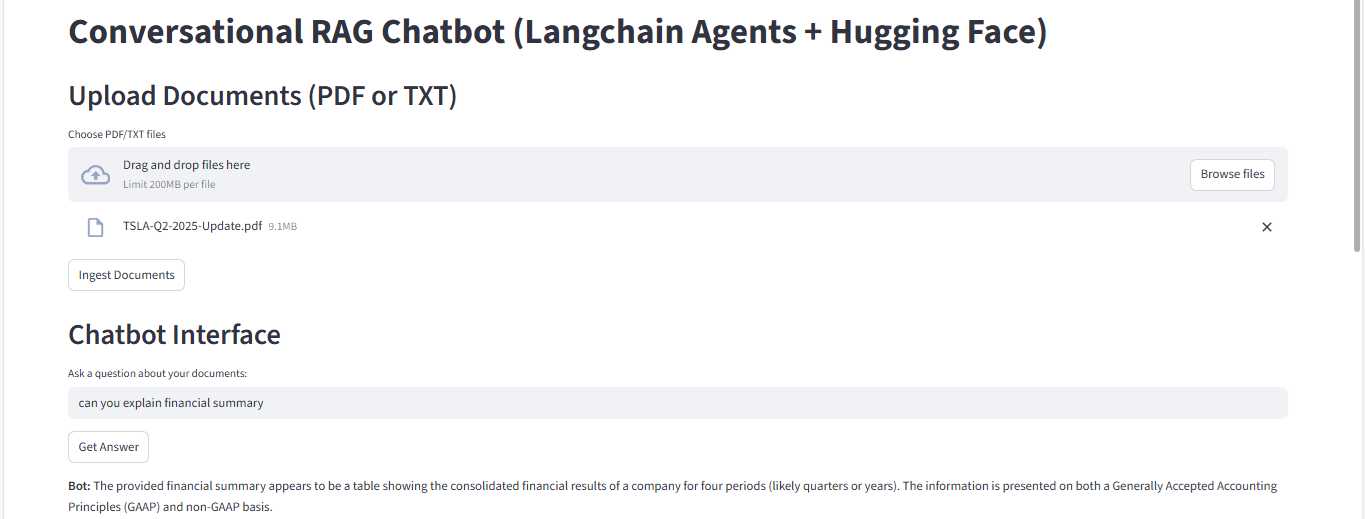 Conversational RAG Chatbot (Langchain Agents + Hugging Face)
Upload Documents (PDF or TXT)
Choose PDF/TXT files
Drag and drop files here
Limit 200MB per file
Browse files
TSLA-Q2-2025-Update.pdf 9.1MB
Ingest Documents
Chatbot Interface
Ask a question about your documents:
can you explain financial summary
Get Answer
Bot: The provided financial summary appears to be a table showing the consolidated financial results of a company for four periods (likely quarters or years). The information is presented on both a Generally Accepted Accounting
Principles (GAAP) and non-GAAP basis.